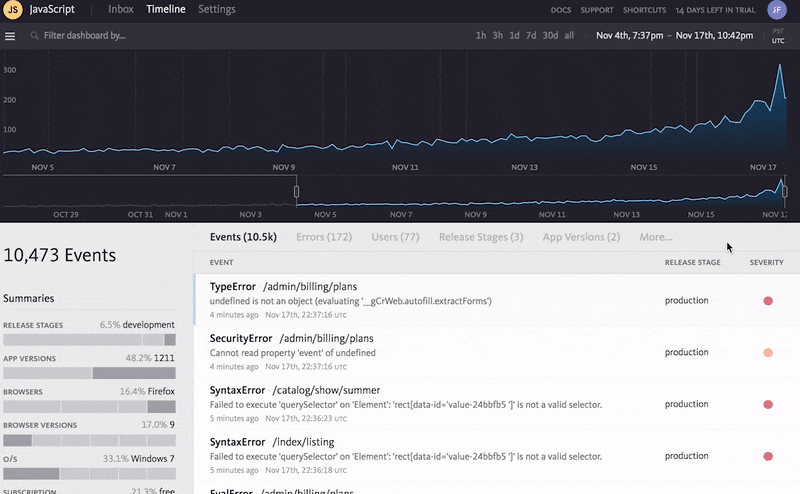 JS JavaScript Inbox Timeline Settings DOCS SUPPORT SHORTCUTS 14 DAYS LEFT IN TRIAL JF
Filter dashboard by... 1h 3h 1d 7d 30d all Nov 4th, 7:37pm – Nov 17th, 10:42pm PST
UTC
300
200
100
NOV 5 NOV 7 NOV 9 NOV 11 NOV 13 NOV 15 NOV 17
OCT 29 OCT 31 NOV 1 NOV 3 NOV 5 NOV 7 NOV 9 NOV 11 NOV 13 NOV 15
Events (10.5k) Errors (172) Users (77) Release Stages (3) App Versions (2) More...
10,473 Events
EVENT RELEASE STAGE SEVERITY
Summaries
RELEASE STAGES 6.5% development
APP VERSIONS 48.2% 1211
BROWSERS 16.4% Firefox
BROWSER VERSIONS 17.0% 9
O/S 33.1% Windows 7
SUBSCRIPTION 21.3% free
TypeError /admin/billing/plans
undefined is not an object (evaluating '__gCrWeb.autofill.extractForms') production
4 minutes ago · Nov 17th, 22:37:16 UTC
SecurityError /admin/billing/plans
Cannot read property 'event' of undefined production
4 minutes ago · Nov 17th, 22:37:16 UTC
SyntaxError /catalog/show/summer
Failed to execute 'querySelector' on 'Element': 'rect[data-id='value-24bbfb5 ']' is not a valid selector. production
5 minutes ago · Nov 17th, 22:36:23 UTC
SyntaxError /index/listing
Failed to execute 'querySelector' on 'Element': 'rect[data-id='value-24bbfb5 ']' is not a valid selector. production
5 minutes ago · Nov 17th, 22:36:18 UTC
EvalError /admin/billing/plans